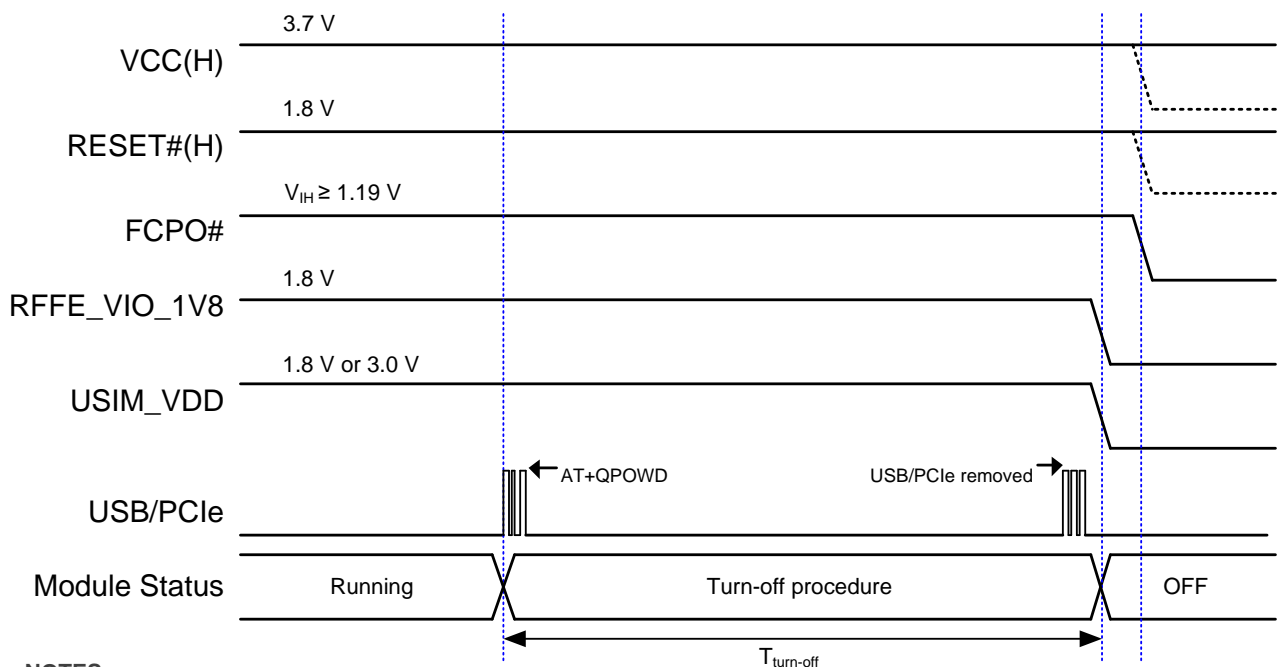 3.7 V
VCC(H)
1.8 V
RESET#(H)
VIH ≥ 1.19 V
FCPO#
1.8 V
RFFE_VIO_1V8
1.8 V or 3.0 V
USIM_VDD
AT+QPOWD
USB/PCIe removed
USB/PCIe
Module Status
Running
Turn-off procedure
OFF
Tturn-off